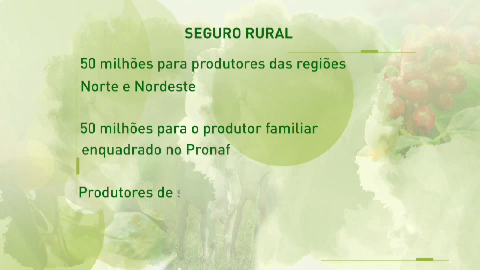 SEGURO RURAL
50 milhões para produtores das regiões
Norte e Nordeste
50 milhões para o produtor familiar
enquadrado no Pronaf
Produtores de